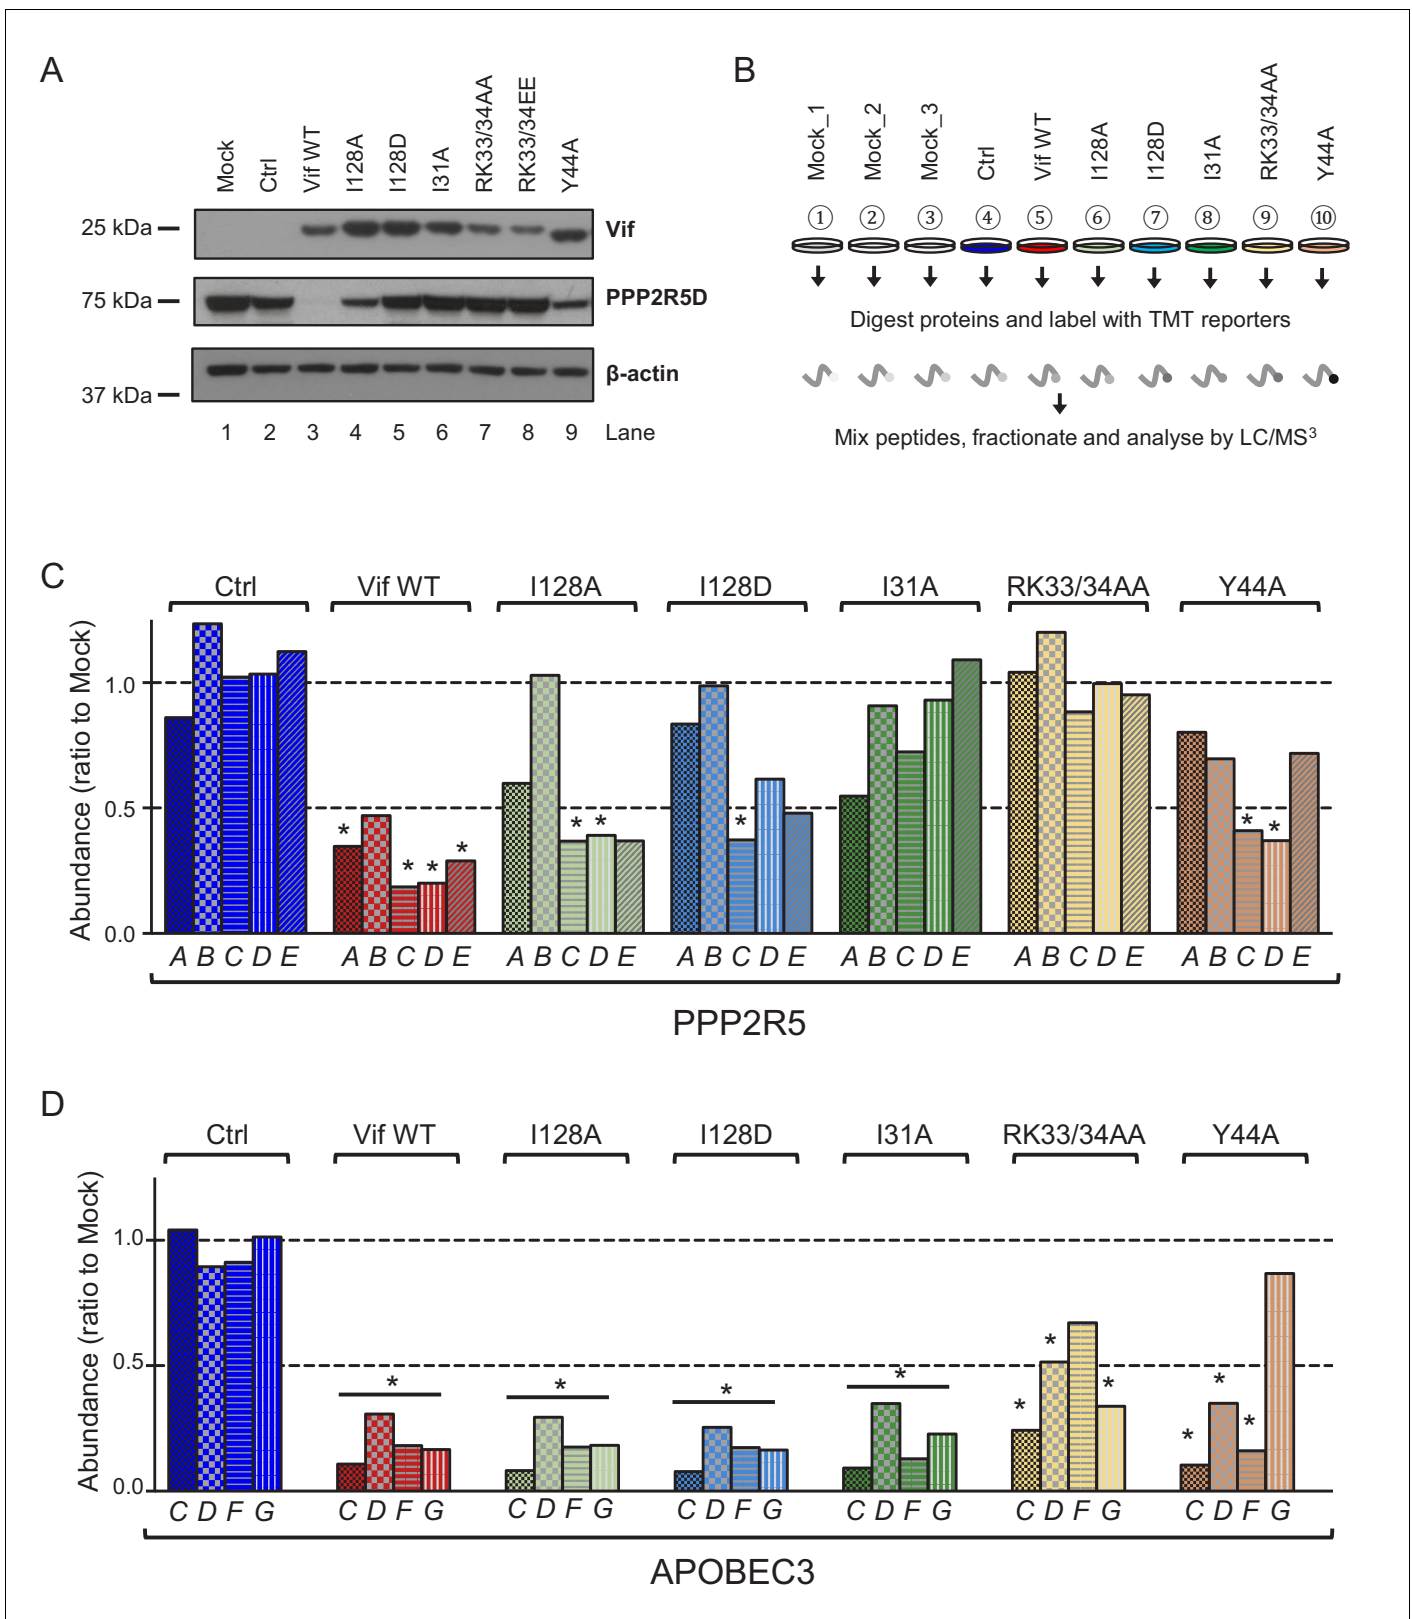 A
Mock
Ctrl
Vif WT
I128A
I128D
I31A
RK33/34AA
RK33/34EE
Y44A
25 kDa
Vif
75 kDa
PPP2R5D
β-actin
37 kDa
1 2 3 4 5 6 7 8 9 Lane
B
Mock_1
Mock_2
Mock_3
Ctrl
Vif WT
I128A
I128D
I31A
RK33/34AA
Y44A
① ② ③ ④ ⑤ ⑥ ⑦ ⑧ ⑨ ⑩
Digest proteins and label with TMT reporters
Mix peptides, fractionate and analyse by LC/MS³
C
Ctrl Vif WT I128A I128D I31A RK33/34AA Y44A
Abundance (ratio to Mock)
1.0
0.5
* * * * * * * * *
0.0
A B C D E A B C D E A B C D E A B C D E A B C D E A B C D E A B C D E
PPP2R5
D
Ctrl Vif WT I128A I128D I31A RK33/34AA Y44A
Abundance (ratio to Mock)
1.0
0.5
* * * * * * * * * *
0.0
C D F G C D F G C D F G C D F G C D F G C D F G C D F G
APOBEC3